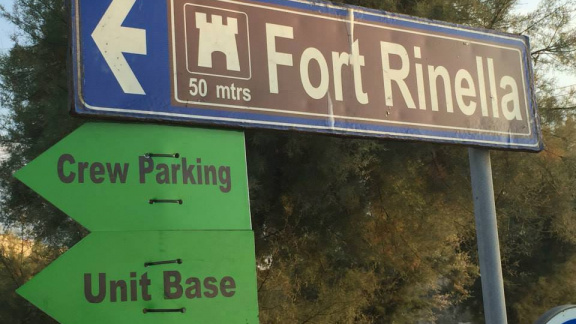 Fort Rinella
50 mtrs
Crew Parking
Unit Base